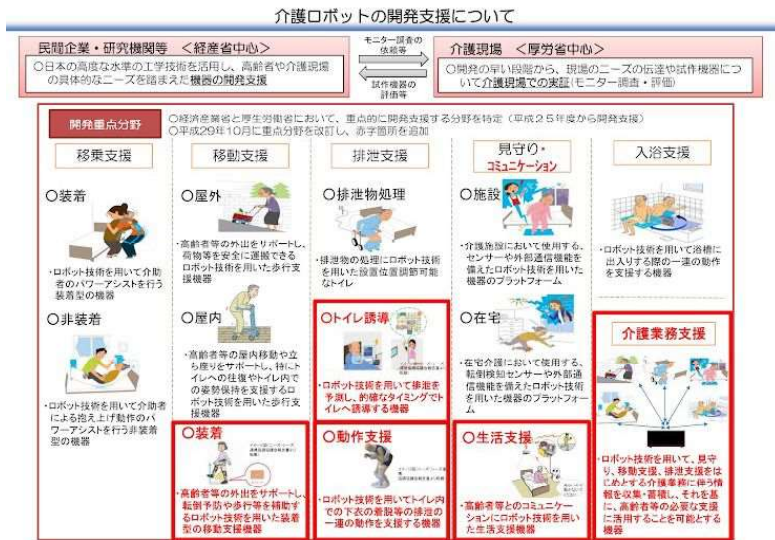 介護ロボットの開発支援について
民間企業・研究機関等 <経産省中心>
○日本の高度な水準の工学技術を活用し、高齢者や介護現場
の具体的なニーズを踏まえた機器の開発支援
モニター調査の
依頼等
試作機器の
評価等
介護現場 <厚労省中心>
○開発の早い段階から、現場のニーズの伝達や試作機器につ
いて介護現場での実証(モニター調査・評価)
開発重点分野
○経済産業省と厚生労働省において、重点的に開発支援する分野を特定(平成25年度から開発支援)
○平成29年10月に重点分野を改訂し、赤字箇所を追加
移乗支援
○装着
・ロボット技術を用いて介助
者のパワーアシストを行う
装着型の機器
○非装着
・ロボット技術を用いて介助者
による抱え上げ動作のパ
ワーアシストを行う非装着
型の機器
移動支援
○屋外
・高齢者等の外出をサポートし、
荷物等を安全に運搬できる
ロボット技術を用いた歩行支
援機器
○屋内
・高齢者等の屋内移動や立
ち座りをサポートし、特にト
イレへの往復やトイレ内で
の姿勢保持を支援するロ
ボット技術を用いた歩行支
援機器
○装着
・高齢者等の外出をサポートし、
転倒予防や歩行等を補助す
るロボット技術を用いた装着
型の移動支援機器
排泄支援
○排泄物処理
・排泄物の処理にロボット技術
を用いた設置位置調節可能
なトイレ
○トイレ誘導
・ロボット技術を用いて排泄を
予測し、的確なタイミングでト
イレへ誘導する機器
○動作支援
・ロボット技術を用いてトイレ内
での下衣の着脱等の排泄の
一連の動作を支援する機器
見守り・
コミュニケーション
○施設
・介護施設において使用する、
センサーや外部通信機能を
備えたロボット技術を用いた
機器のプラットフォーム
○在宅
・在宅介護において使用する、
転倒検知センサーや外部通
信機能を備えたロボット技術
を用いた機器のプラットフォー
ム
○生活支援
・高齢者等とのコミュニケー
ションにロボット技術を用い
た生活支援機器
入浴支援
・ロボット技術を用いて浴槽に
出入りする際の一連の動作
を支援する機器
介護業務支援
・ロボット技術を用いて、見守
り、移動支援、排泄支援をは
じめとする介護業務に伴う情
報を収集・蓄積し、それを基
に、高齢者等の必要な支援
に活用することを可能とする
機器